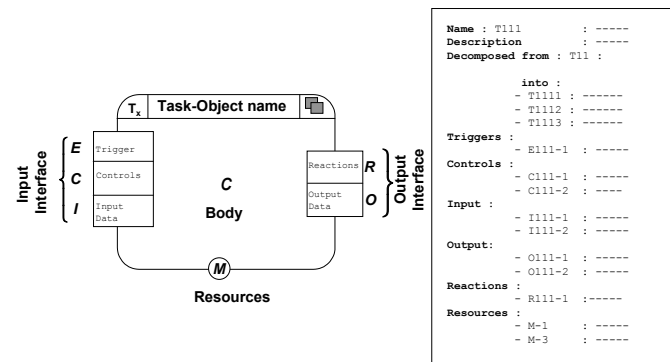 Tx Task-Object name
Input Interface
E Trigger
C Controls
I Input Data
C
Body
Reactions R
Output Data O
Output Interface
M
Resources
Name : T111 : -----
Description : -----
Decomposed from : T11 :
into :
- T1111 : ------
- T1112 : ------
- T1113 : ------
Triggers :
- E111-1 : -----
Controls :
- C111-1 : -----
- C111-2 : ----
Input :
- I111-1 : -----
- I111-2 : -----
Output:
- O111-1 : -----
- O111-2 : -----
Reactions :
- R111-1 :-----
Resources :
- M-1 : -----
- M-3 : -----